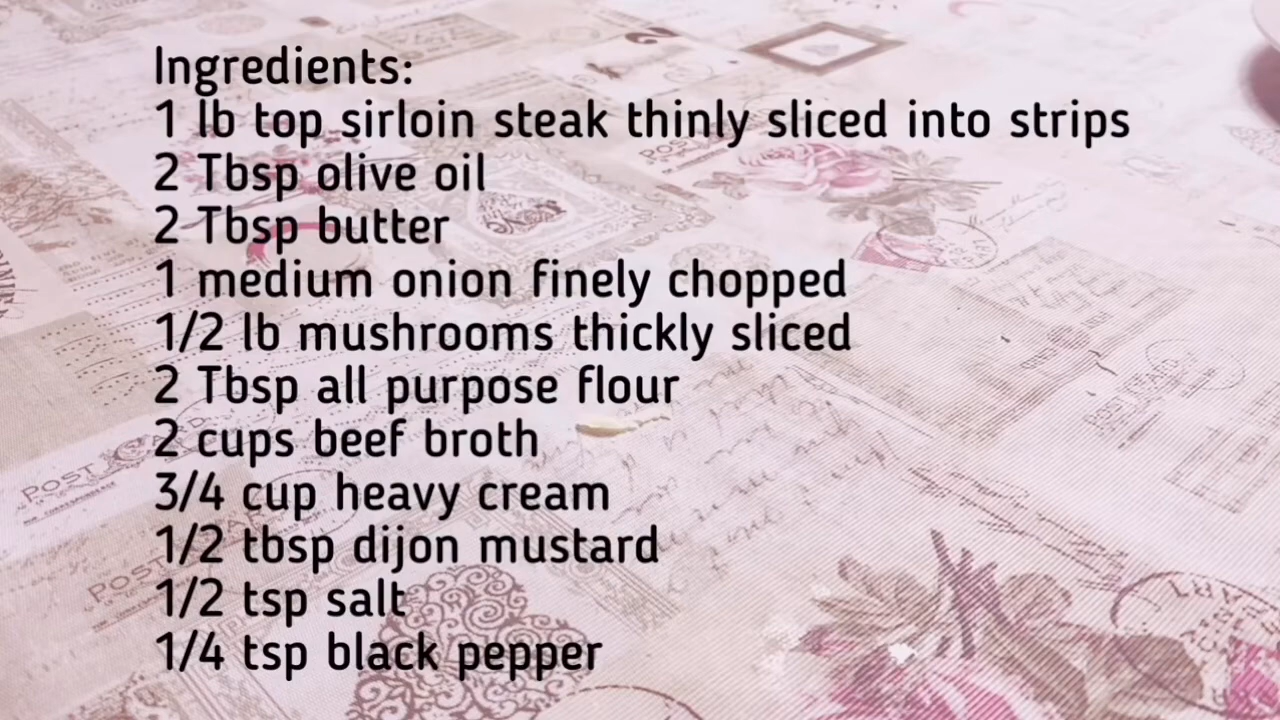 Ingredients:
1 lb top sirloin steak thinly sliced into strips
2 Tbsp olive oil
2 Tbsp butter
1 medium onion finely chopped
1/2 lb mushrooms thickly sliced
2 Tbsp all purpose flour
2 cups beef broth
3/4 cup heavy cream
1/2 tbsp dijon mustard
1/2 tsp salt
1/4 tsp black pepper
POST
POST